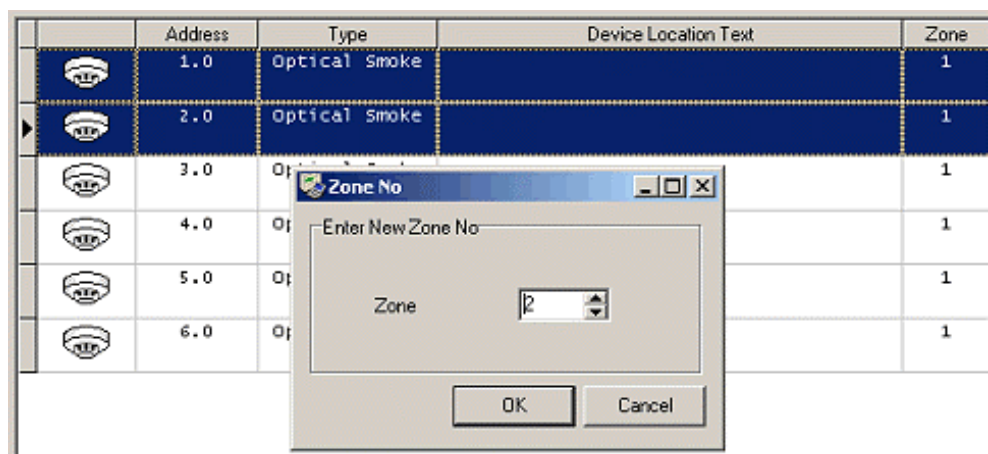 Address Type Device Location Text Zone
1.0 Optical Smoke 1
2.0 Optical Smoke 1
3.0 1
Zone No
4.0 1
Enter New Zone No
5.0 1
Zone 2
6.0 1
OK Cancel